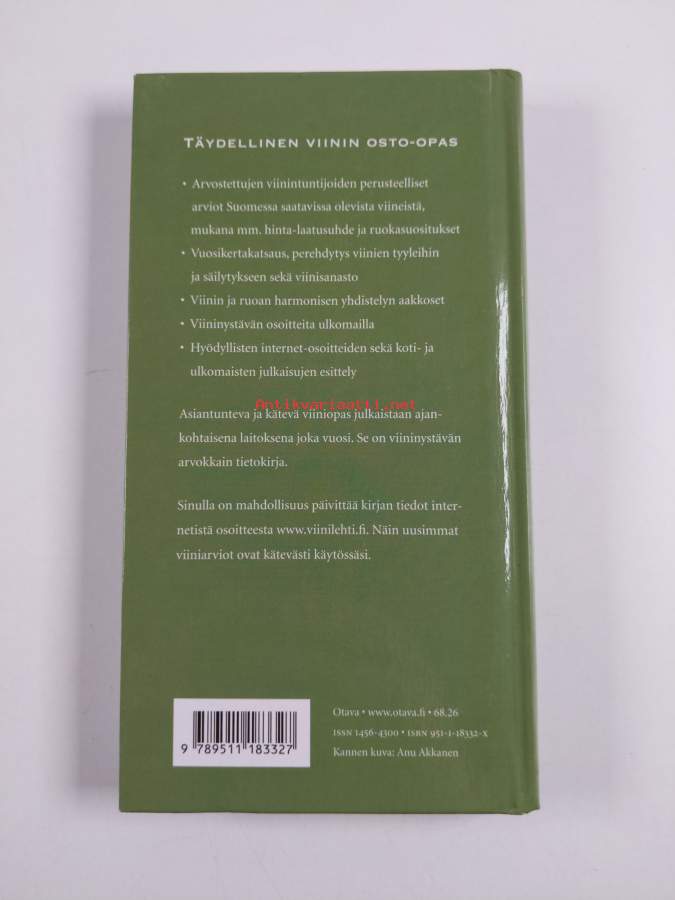 TÄYDELLINEN VIININ OSTO-OPAS
• Arvostettujen viinintuntijoiden perusteelliset
arviot Suomessa saatavissa olevista viineistä,
mukana mm. hinta-laatusuhde ja ruokasuositukset
• Vuosikertakatsaus, perehdytys viinien tyyleihin
ja säilytykseen sekä viinisanasto
• Viinin ja ruoan harmonisen yhdistelyn aakkoset
• Viininystävän osoitteita ulkomailla
• Hyödyllisten internet-osoitteiden sekä koti- ja
ulkomaisten julkaisujen esittely
Antikvariaatti.net
Asiantunteva ja kätevä viiniopas julkaistaan ajan-
kohtaisena laitoksena joka vuosi. Se on viininystävän
arvokkain tietokirja.
Sinulla on mahdollisuus päivittää kirjan tiedot inter-
netistä osoitteesta www.viinilehti.fi. Näin uusimmat
viiniarviot ovat kätevästi käytössäsi.
Otava • www.otava.fi • 68.26
ISSN 1456-4300 • ISBN 951-1-18332-X
Kannen kuva: Anu Akkanen
9 789511 183327